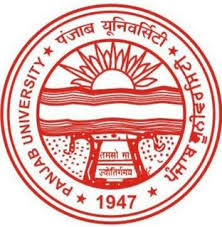 PANJAB UNIVERSITY
पंजाब यूनिवर्सिटी
ਪੰਜਾਬ ਯੂਨੀਵਰਸਿਟੀ
तमसो मा
ज्योतिर्गमय
1947